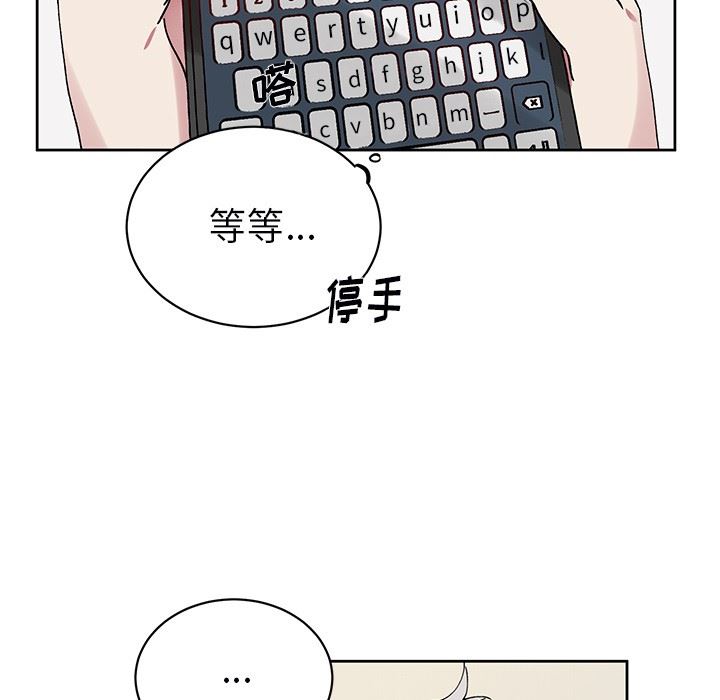 q w e r t y u i o p
嗒 s d f g h j k
c v b n m —
等等...
停手
...